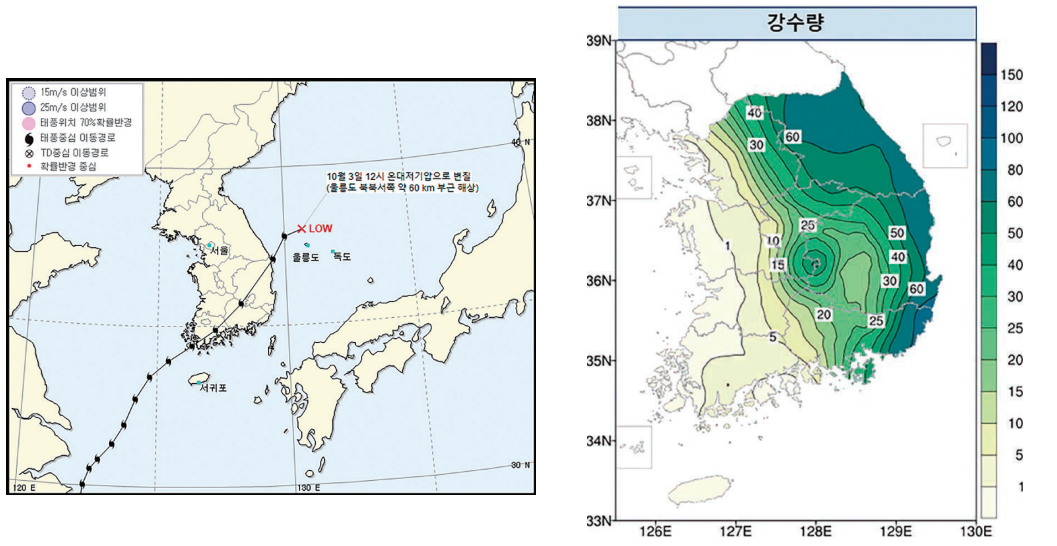 15m/s 이상범위
25m/s 이상범위
태풍위치 70%확률반경
태풍중심 이동경로
TD중심 이동경로
확률반경 중심
40 N
10월 3일 12시 온대저기압으로 변질
(울릉도 북북서쪽 약 60 km 부근 해상)
LOW
서울
울릉도
독도
서귀포
30 N
120 E
130 E
강수량
39N
38N
37N
36N
35N
34N
33N
126E
127E
128E
129E
130E
40
60
30
25
50
1
10
40
15
30
60
20
25
5
150
120
100
80
60
50
40
30
25
20
15
10
5
1